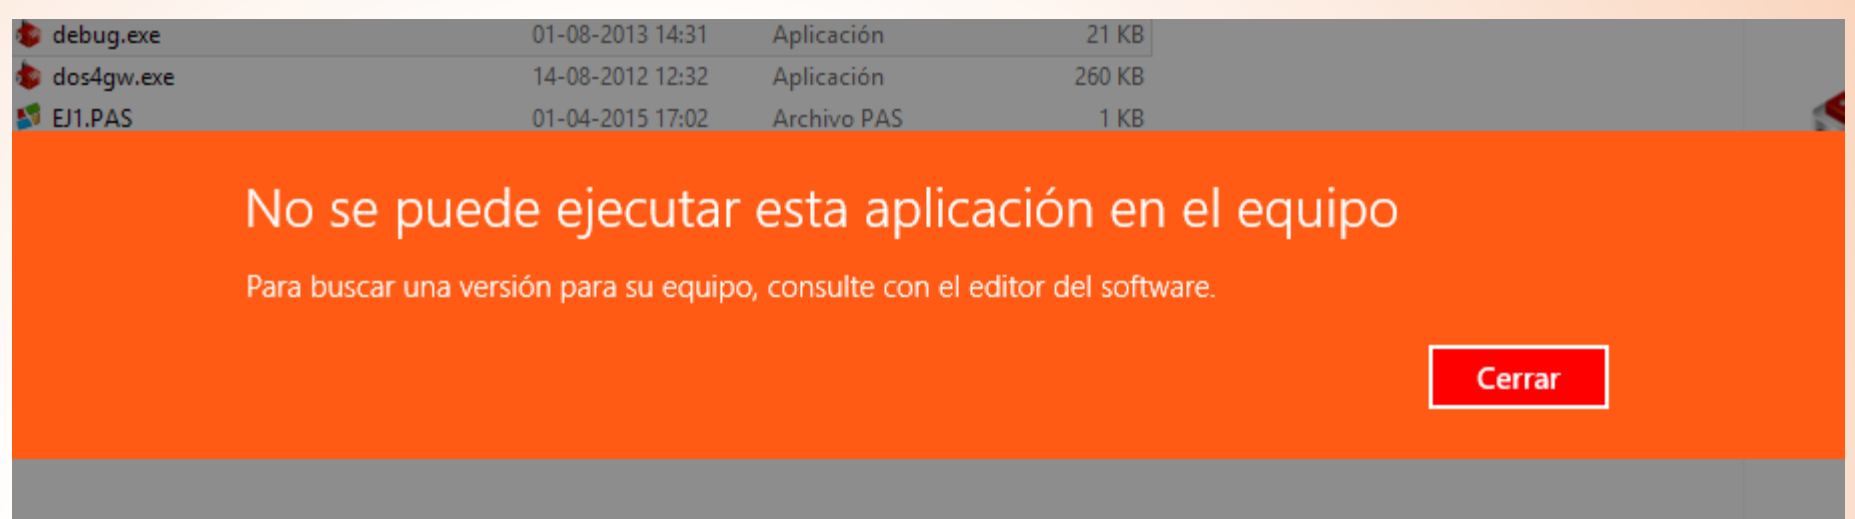 debug.exe 01-08-2013 14:31 Aplicación 21 KB
dos4gw.exe 14-08-2012 12:32 Aplicación 260 KB
EJ1.PAS 01-04-2015 17:02 Archivo PAS 1 KB
No se puede ejecutar esta aplicación en el equipo
Para buscar una versión para su equipo, consulte con el editor del software.
Cerrar